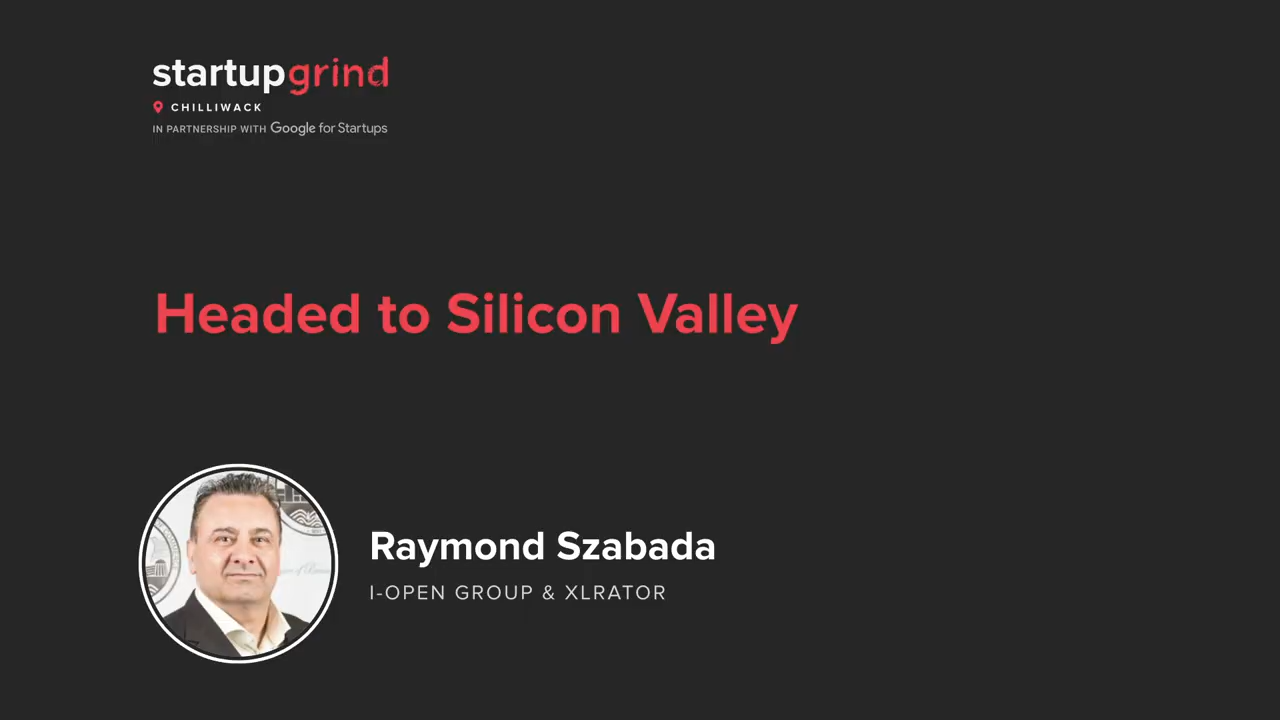 startupgrind
CHILLIWACK
IN PARTNERSHIP WITH Google for Startups
Headed to Silicon Valley
Raymond Szabada
I-OPEN GROUP & XLRATOR